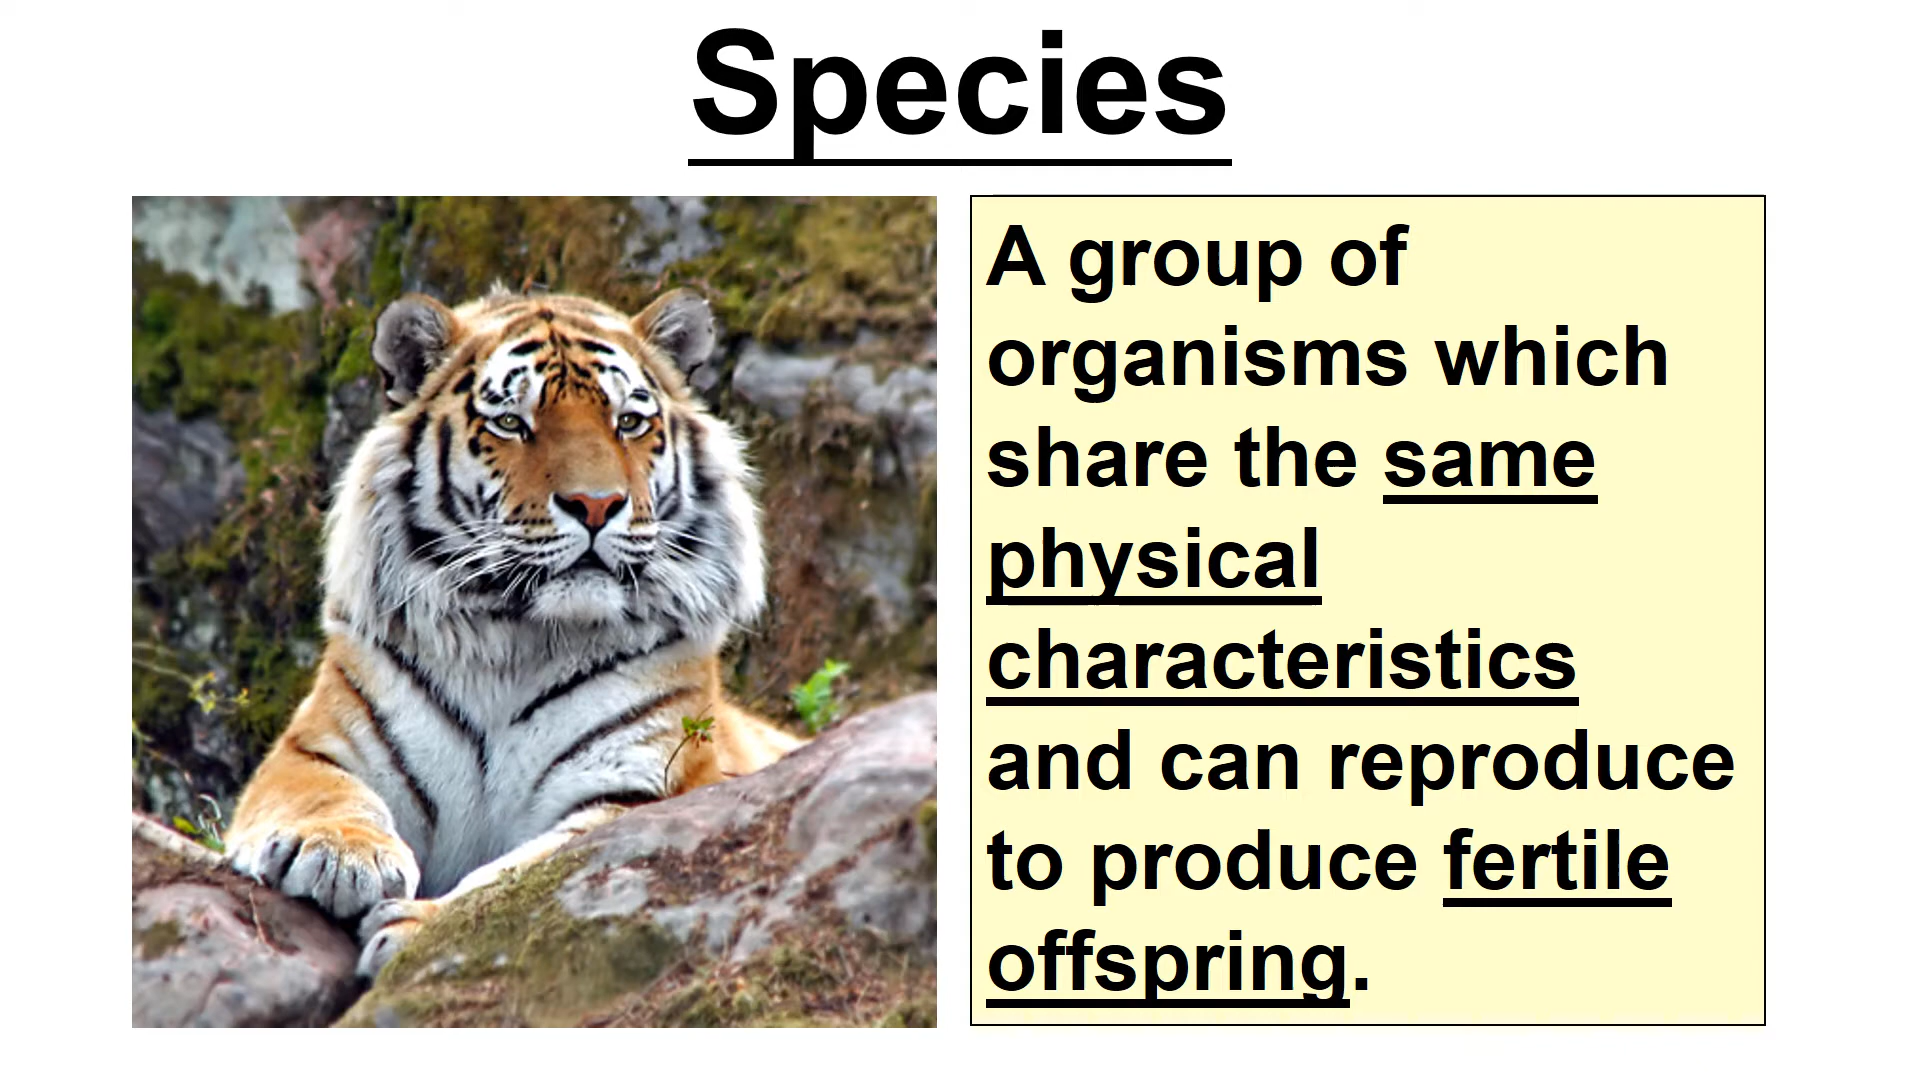 Species
A group of
organisms which
share the same
physical
characteristics
and can reproduce
to produce fertile
offspring.